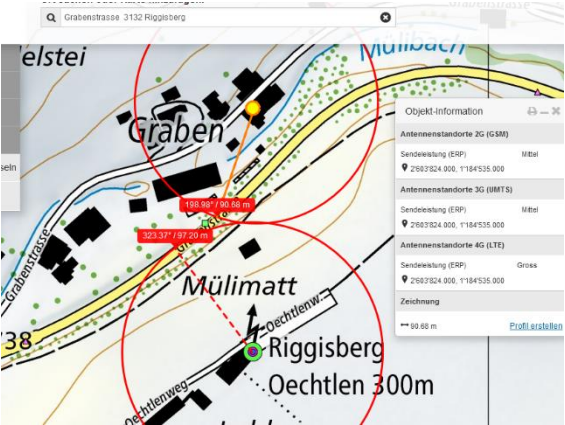 Grabenstrasse 3132 Riggisberg
Mülibach
elstei
Graben
Objekt-Information
Antennenstandorte 2G (GSM)
Sendeleistung (ERP) Mittel
2'603'824.000, 1'184'535.000
seln
198.98° / 90.68 m
Antennenstandorte 3G (UMTS)
Sendeleistung (ERP) Mittel
2'603'824.000, 1'184'535.000
323.37° / 97.20 m
Grabenstrasse
Antennenstandorte 4G (LTE)
Sendeleistung (ERP) Gross
2'603'824.000, 1'184'535.000
Mülimatt
Zeichnung
90.68 m Profil erstellen
Oechtlenw.
38
Riggisberg
Oechtlen 300m
Oechtlenweg